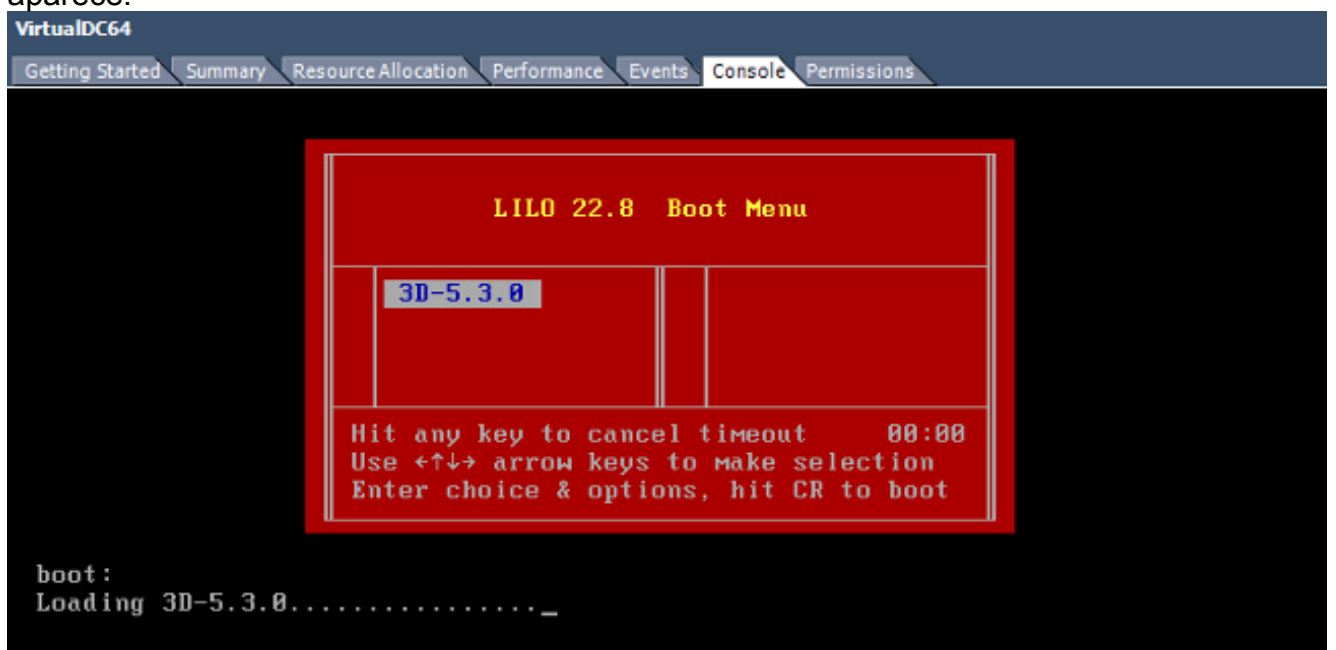 aparece.
VirtualDC64
Getting Started Summary Resource Allocation Performance Events Console Permissions
LILO 22.8 Boot Menu
3D-5.3.0
Hit any key to cancel timeout 00:00
Use ←↑↓→ arrow keys to make selection
Enter choice & options, hit CR to boot
boot:
Loading 3D-5.3.0................_